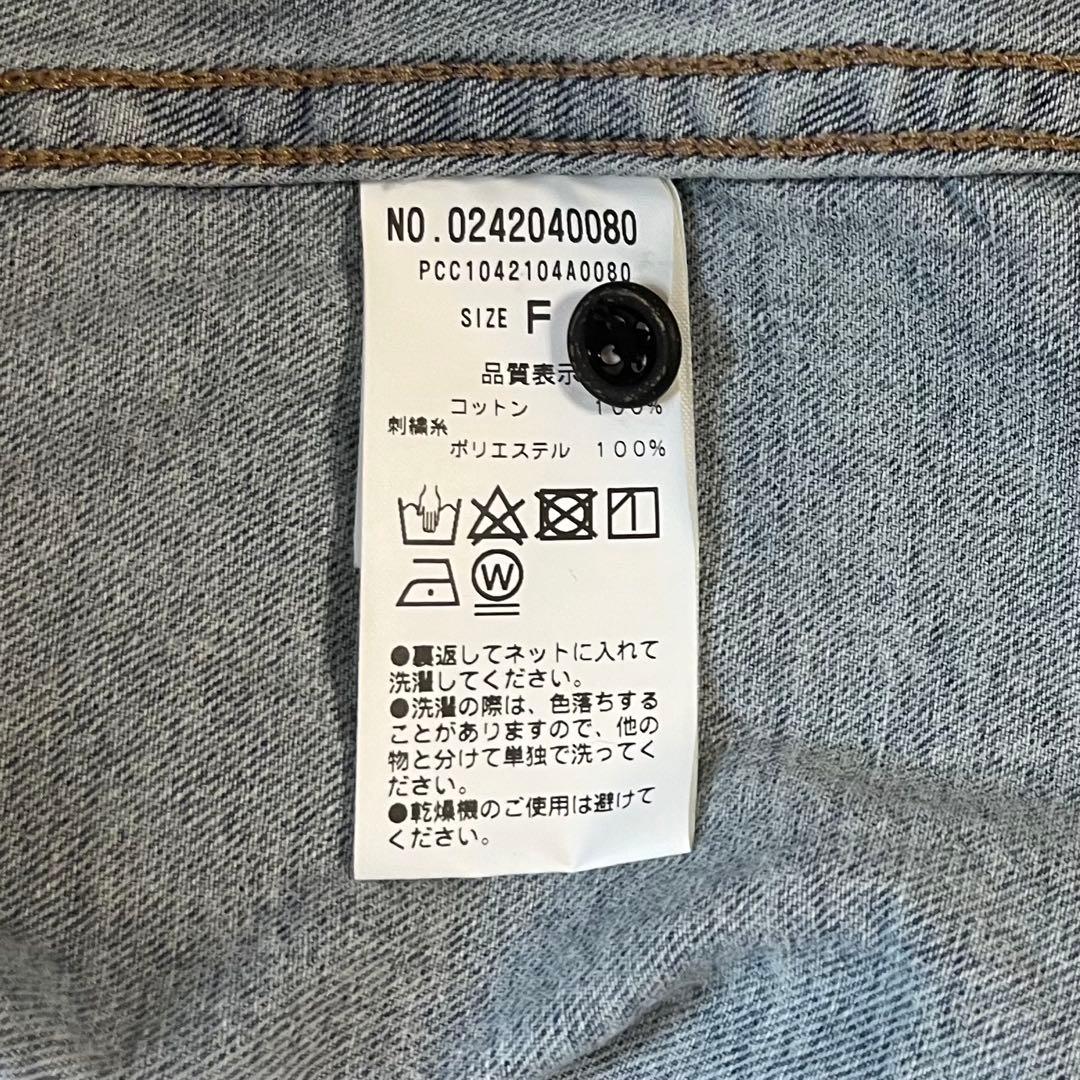 NO.0242040080
PCC1042104A0080
SIZE F
品質表示
コットン 100%
刺繍糸
ポリエステル 100%
W
●裏返してネットに入れて
洗濯してください。
●洗濯の際は、色落ちする
ことがありますので、他の
物と分けて単独で洗ってく
ださい。
●乾燥機のご使用は避けて
ください。